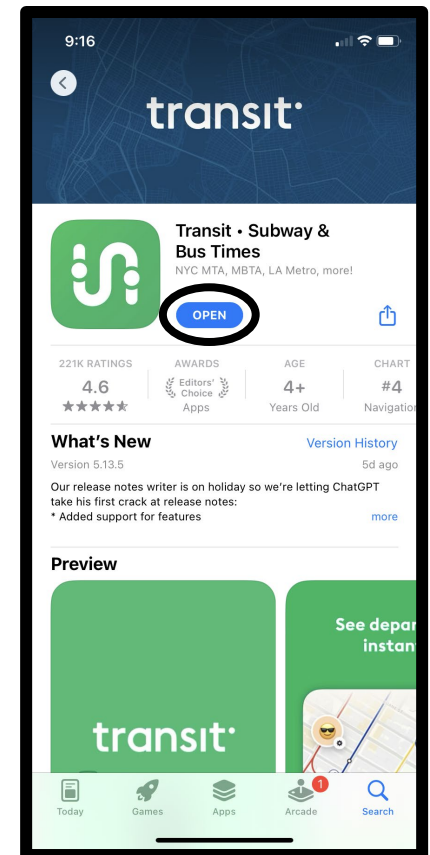 9:16
transit
Transit • Subway &
Bus Times
NYC MTA, MBTA, LA Metro, more!
OPEN
221K RATINGS
4.6
AWARDS
Editors'
Choice
Apps
AGE
4+
Years Old
CHART
#4
Navigation
What's New
Version History
Version 5.13.5
5d ago
Our release notes writer is on holiday so we're letting ChatGPT
take his first crack at release notes:
* Added support for features
more
Preview
transit
See depar
instan
Today
Games
Apps
1
Arcade
Search